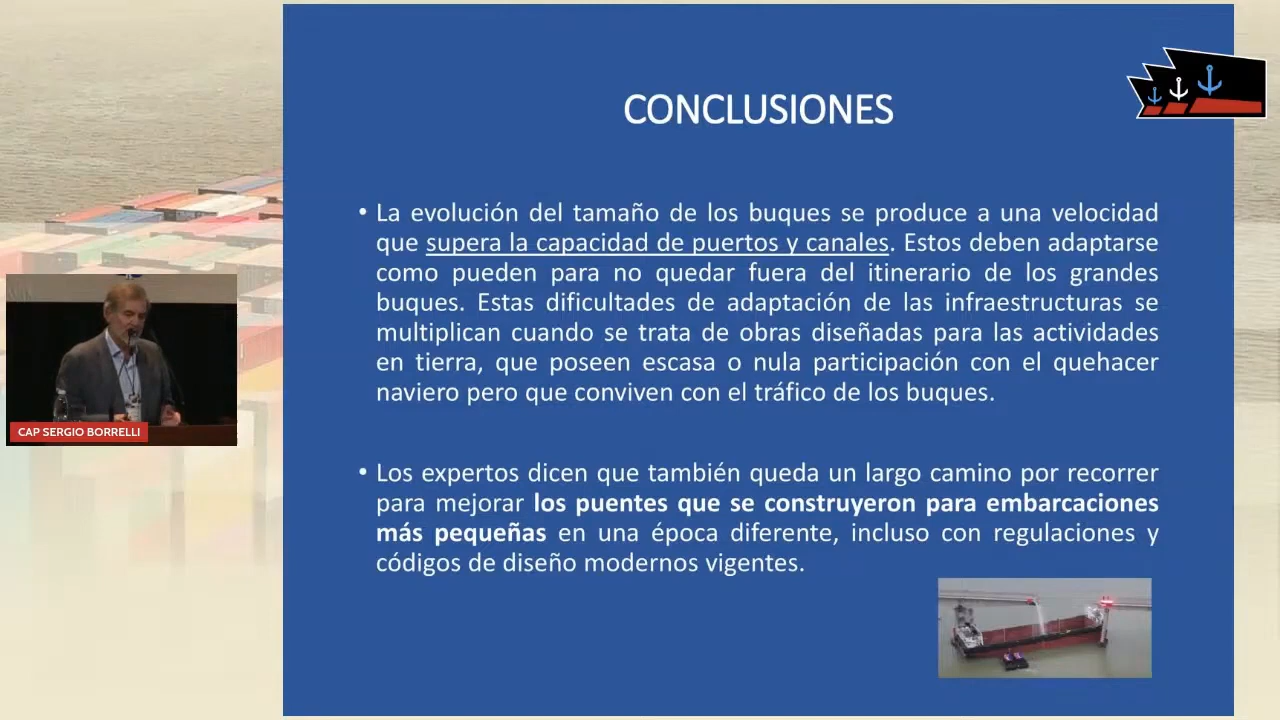 CONCLUSIONES
• La evolución del tamaño de los buques se produce a una velocidad
que supera la capacidad de puertos y canales. Estos deben adaptarse
como pueden para no quedar fuera del itinerario de los grandes
buques. Estas dificultades de adaptación de las infraestructuras se
multiplican cuando se trata de obras diseñadas para las actividades
en tierra, que poseen escasa o nula participación con el quehacer
naviero pero que conviven con el tráfico de los buques.
• Los expertos dicen que también queda un largo camino por recorrer
para mejorar los puentes que se construyeron para embarcaciones
más pequeñas en una época diferente, incluso con regulaciones y
códigos de diseño modernos vigentes.
CAP SERGIO BORRELLI